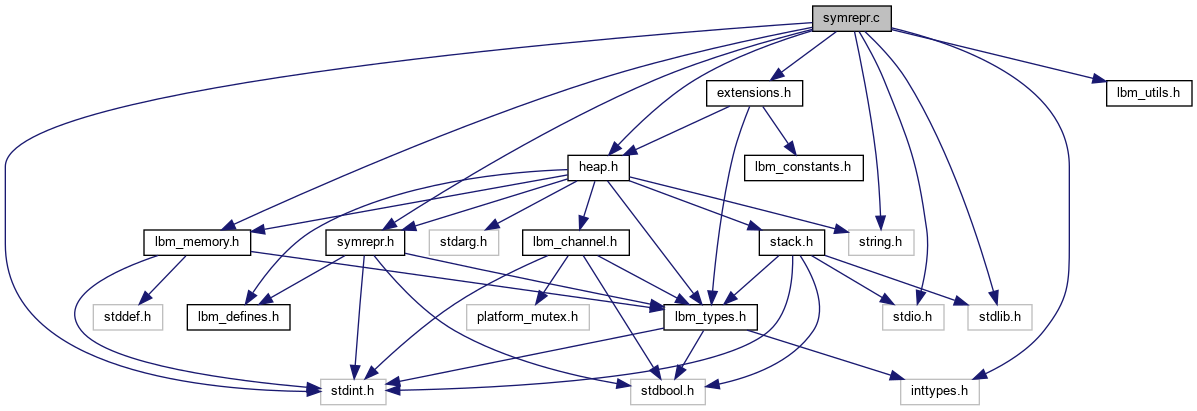 symrepr.c
extensions.h
lbm_utils.h
heap.h
lbm_constants.h
lbm_memory.h
symrepr.h
stdarg.h
lbm_channel.h
stack.h
string.h
stddef.h
lbm_defines.h
platform_mutex.h
lbm_types.h
stdio.h
stdlib.h
stdint.h
stdbool.h
inttypes.h